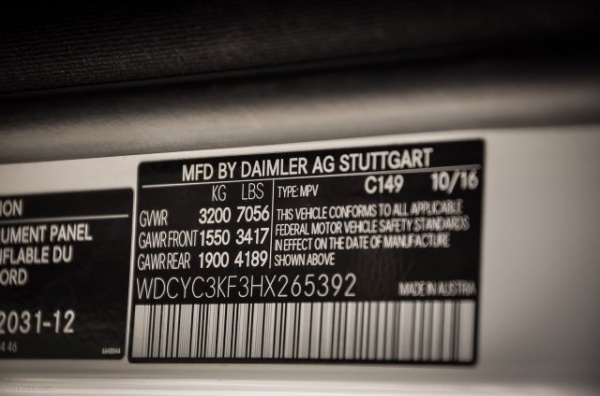 ION
UMENT PANEL
FLABLE DU
ORD
2031-12
MFD BY DAIMLER AG STUTTGART
KG LBS TYPE: MPV C149 10/16
GVWR 3200 7056 THIS VEHICLE CONFORMS TO ALL APPLICABLE
GAWR FRONT 1550 3417 FEDERAL MOTOR VEHICLE SAFETY STANDARDS
GAWR REAR 1900 4189 IN EFFECT ON THE DATE OF MANUFACTURE
SHOWN ABOVE
WDCYC3KF3HX265392 MADE IN AUSTRIA